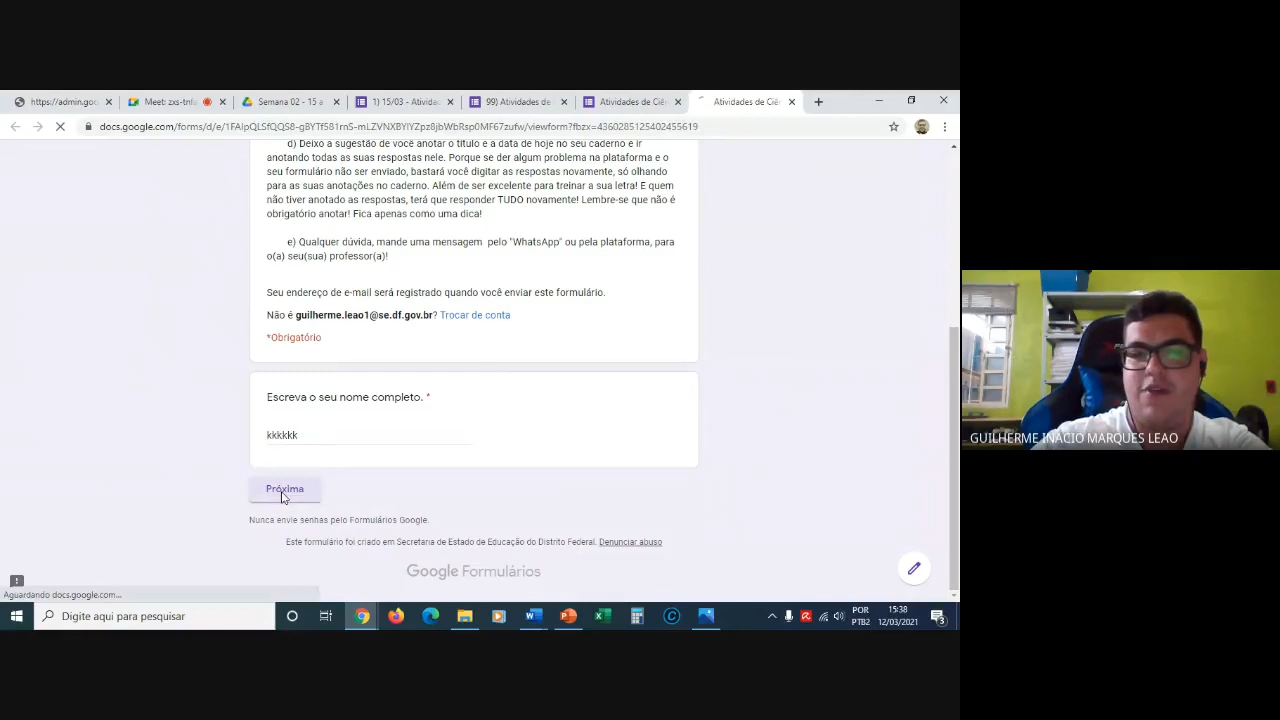 https://admin.goo
Meet: zxs-tnfa
Semana 02 - 15 a
1) 15/03 - Atividad
99) Atividades de
Atividades de Ciên
Atividades de Ciên
docs.google.com/forms/d/e/1FAIpQLSfQQS8-gBYTf581rnS-mLZVNXBYlYZpz8jbWbRsp0MF67zufw/viewform?fbzx=4360285125402455619
d) Deixo a sugestão de você anotar o título e a data de hoje no seu caderno e ir
anotando todas as suas respostas nele. Porque se der algum problema na plataforma e o
seu formulário não ser enviado, bastará você digitar as respostas novamente, só olhando
para as suas anotações no caderno. Além de ser excelente para treinar a sua letra! E quem
não tiver anotado as respostas, terá que responder TUDO novamente! Lembre-se que não é
obrigatório anotar! Fica apenas como uma dica!
e) Qualquer dúvida, mande uma mensagem pelo "WhatsApp" ou pela plataforma, para
o(a) seu(sua) professor(a)!
Seu endereço de e-mail será registrado quando você enviar este formulário.
Não é guilherme.leao1@se.df.gov.br? Trocar de conta
*Obrigatório
Escreva o seu nome completo. *
kkkkkk
Próxima
Nunca envie senhas pelo Formulários Google.
Este formulário foi criado em Secretaria de Estado de Educação do Distrito Federal. Denunciar abuso
Google Formulários
Aguardando docs.google.com...
Digite aqui para pesquisar
POR
PTB2
15:38
12/03/2021
3
GUILHERME INACIO MARQUES LEAO